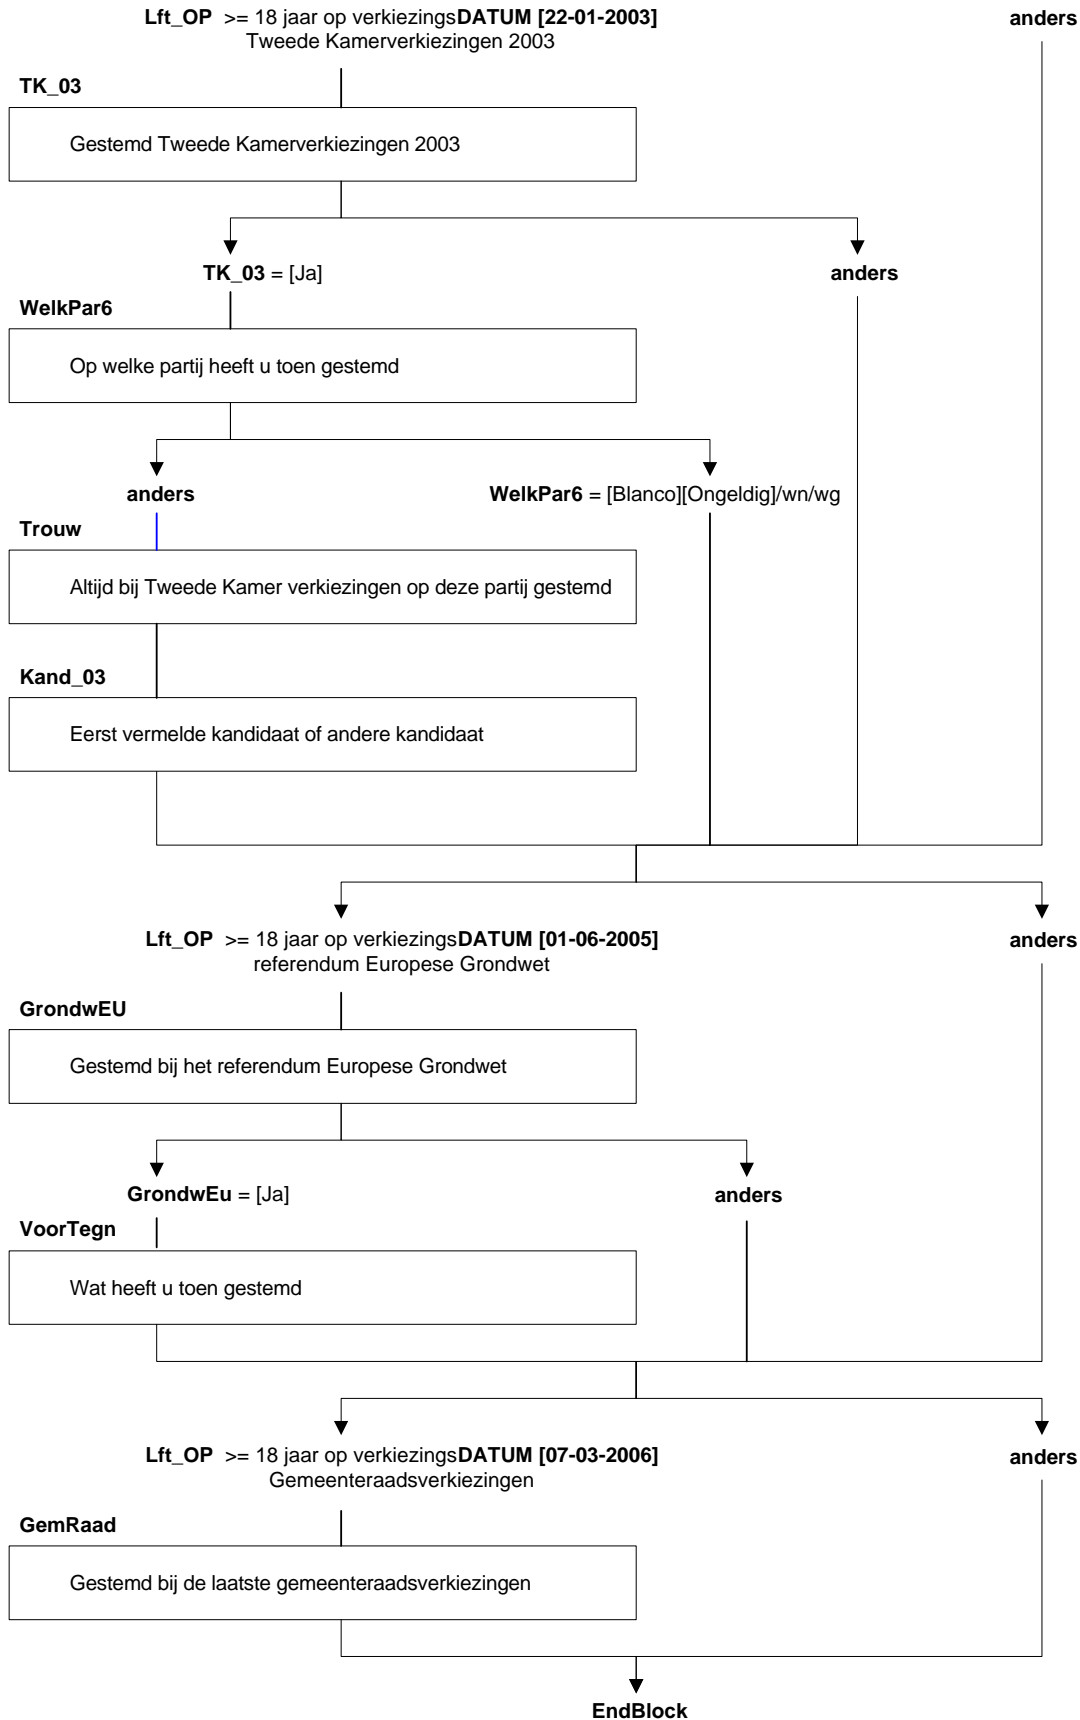 Lft_OP >= 18 jaar op verkiezingsDATUM [22-01-2003]
anders
Tweede Kamerverkiezingen 2003
TK_03
Gestemd Tweede Kamerverkiezingen 2003
TK_03 = [Ja]
anders
WelkPar6
Op welke partij heeft u toen gestemd
anders
WelkPar6 = [Blanco][Ongeldig]/wn/wg
Trouw
Altijd bij Tweede Kamer verkiezingen op deze partij gestemd
Kand_03
Eerst vermelde kandidaat of andere kandidaat
Lft_OP >= 18 jaar op verkiezingsDATUM [01-06-2005]
anders
referendum Europese Grondwet
GrondwEU
Gestemd bij het referendum Europese Grondwet
GrondwEu = [Ja]
anders
VoorTegn
Wat heeft u toen gestemd
Lft_OP >= 18 jaar op verkiezingsDATUM [07-03-2006]
anders
Gemeenteraadsverkiezingen
GemRaad
Gestemd bij de laatste gemeenteraadsverkiezingen
EndBlock